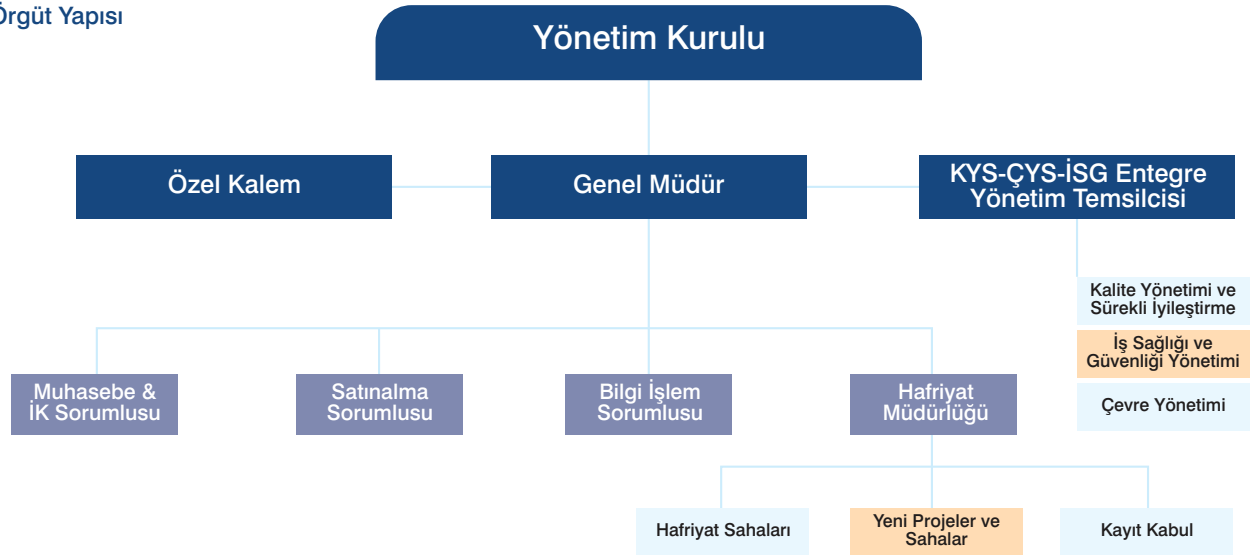 Örgüt Yapısı
Yönetim Kurulu
Özel Kalem
Genel Müdür
KYS-ÇYS-İSG Entegre
Yönetim Temsilcisi
Kalite Yönetimi ve
Sürekli İyileştirme
İş Sağlığı ve
Güvenliği Yönetimi
Çevre Yönetimi
Muhasebe &
İK Sorumlusu
Satınalma
Sorumlusu
Bilgi İşlem
Sorumlusu
Hafriyat
Müdürlüğü
Hafriyat Sahaları
Yeni Projeler ve
Sahalar
Kayıt Kabul